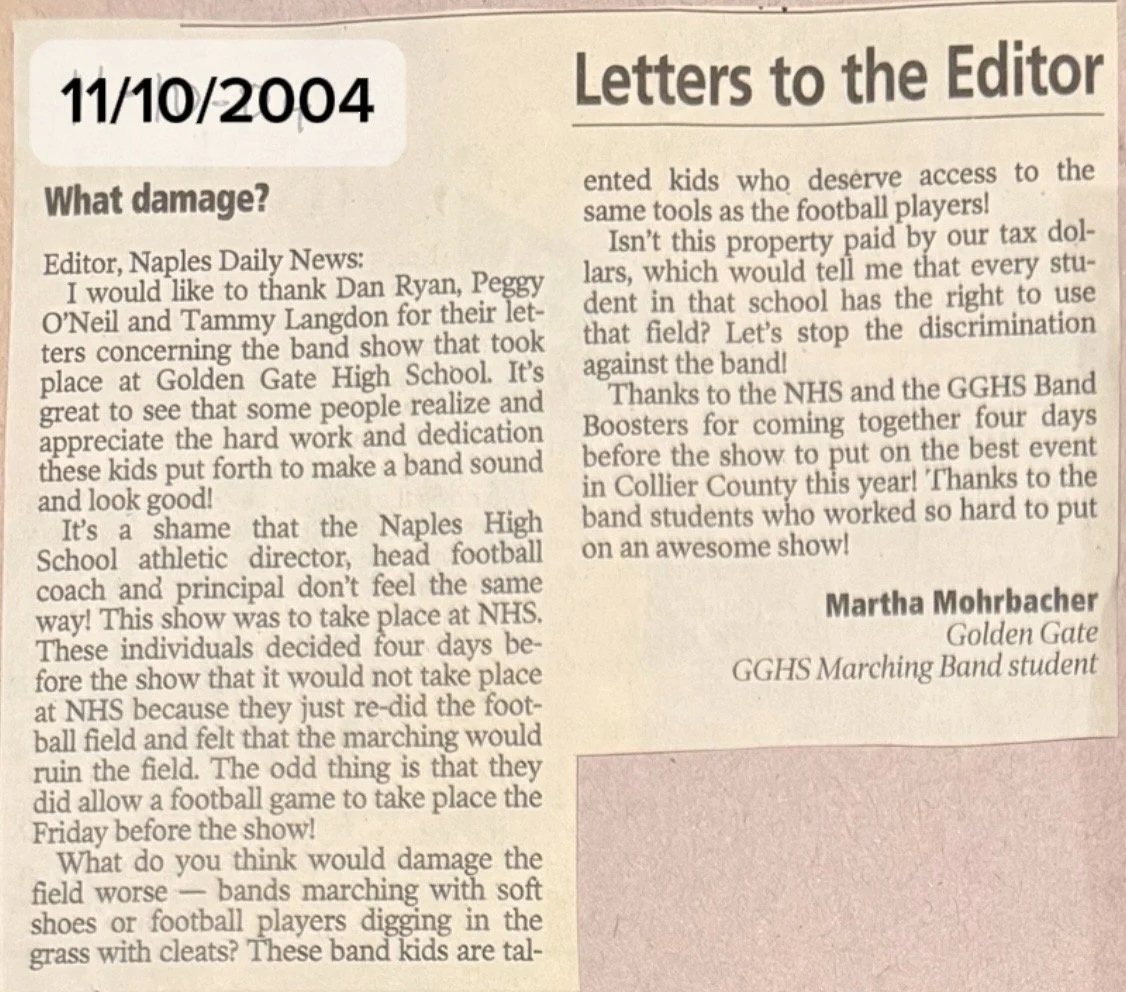 11/10/2004
Letters to the Editor
What damage?
Editor, Naples Daily News:
I would like to thank Dan Ryan, Peggy
O'Neil and Tammy Langdon for their let-
ters concerning the band show that took
place at Golden Gate High School. It's
great to see that some people realize and
appreciate the hard work and dedication
these kids put forth to make a band sound
and look good!
It's a shame that the Naples High
School athletic director, head football
coach and principal don't feel the same
way! This show was to take place at NHS.
These individuals decided four days be-
fore the show that it would not take place
at NHS because they just re-did the foot-
ball field and felt that the marching would
ruin the field. The odd thing is that they
did allow a football game to take place the
Friday before the show!
What do you think would damage the
field worse — bands marching with soft
shoes or football players digging in the
grass with cleats? These band kids are tal-
ented kids who deserve access to the
same tools as the football players!
Isn't this property paid by our tax dol-
lars, which would tell me that every stu-
dent in that school has the right to use
that field? Let's stop the discrimination
against the band!
Thanks to the NHS and the GGHS Band
Boosters for coming together four days
before the show to put on the best event
in Collier County this year! Thanks to the
band students who worked so hard to put
on an awesome show!
Martha Mohrbacher
Golden Gate
GGHS Marching Band student